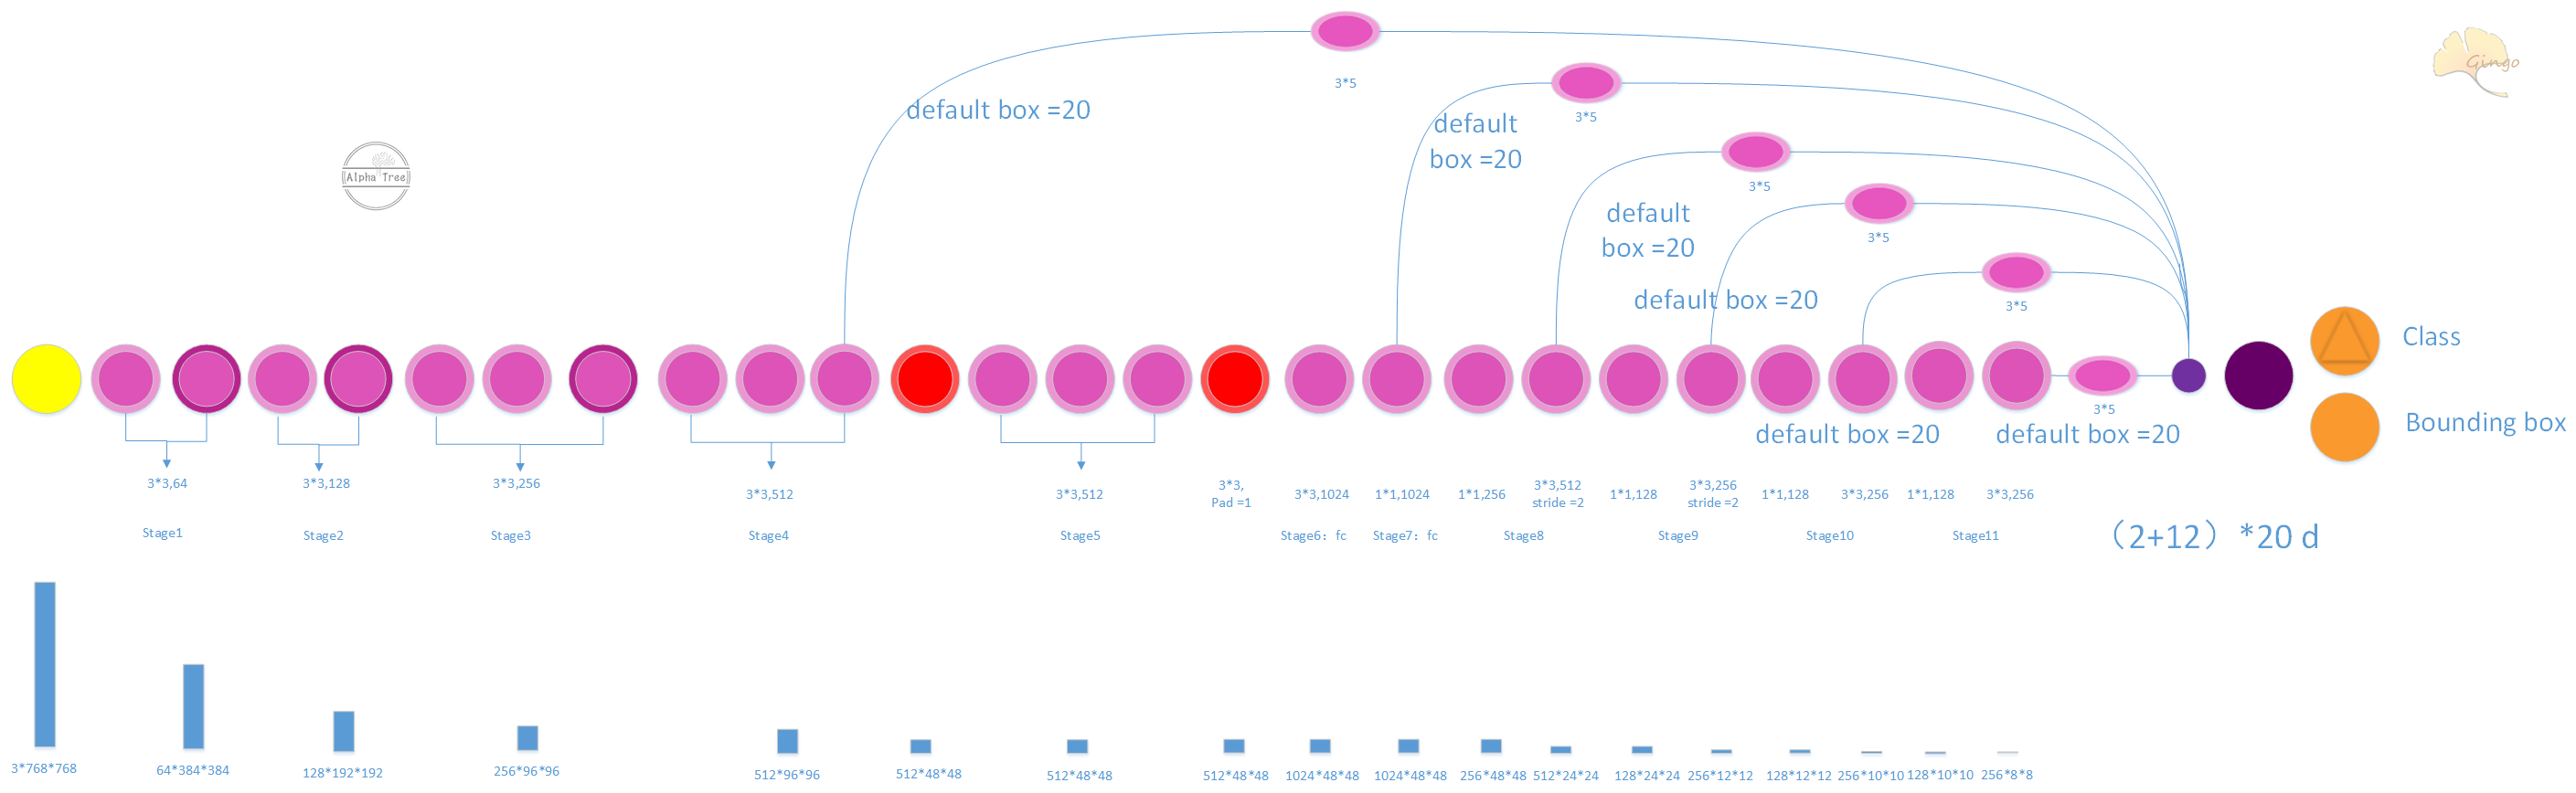 Gingo
3*5
default box =20
3*5
default
box =20
Alpha Tree
3*5
default
box =20
3*5
default box =20
3*5
Class
3*5
Bounding box
default box =20
default box =20
3*3,64
3*3,128
3*3,256
3*3,512
3*3,512
3*3,
Pad =1
3*3,1024
1*1,1024
1*1,256
3*3,512
stride =2
1*1,128
3*3,256
stride =2
1*1,128
3*3,256
1*1,128
3*3,256
Stage1
Stage2
Stage3
Stage4
Stage5
Stage6：fc
Stage7：fc
Stage8
Stage9
Stage10
Stage11
（2+12）*20 d
3*768*768
64*384*384
128*192*192
256*96*96
512*96*96
512*48*48
512*48*48
512*48*48
1024*48*48
1024*48*48
256*48*48
512*24*24
128*24*24
256*12*12
128*12*12
256*10*10
128*10*10
256*8*8